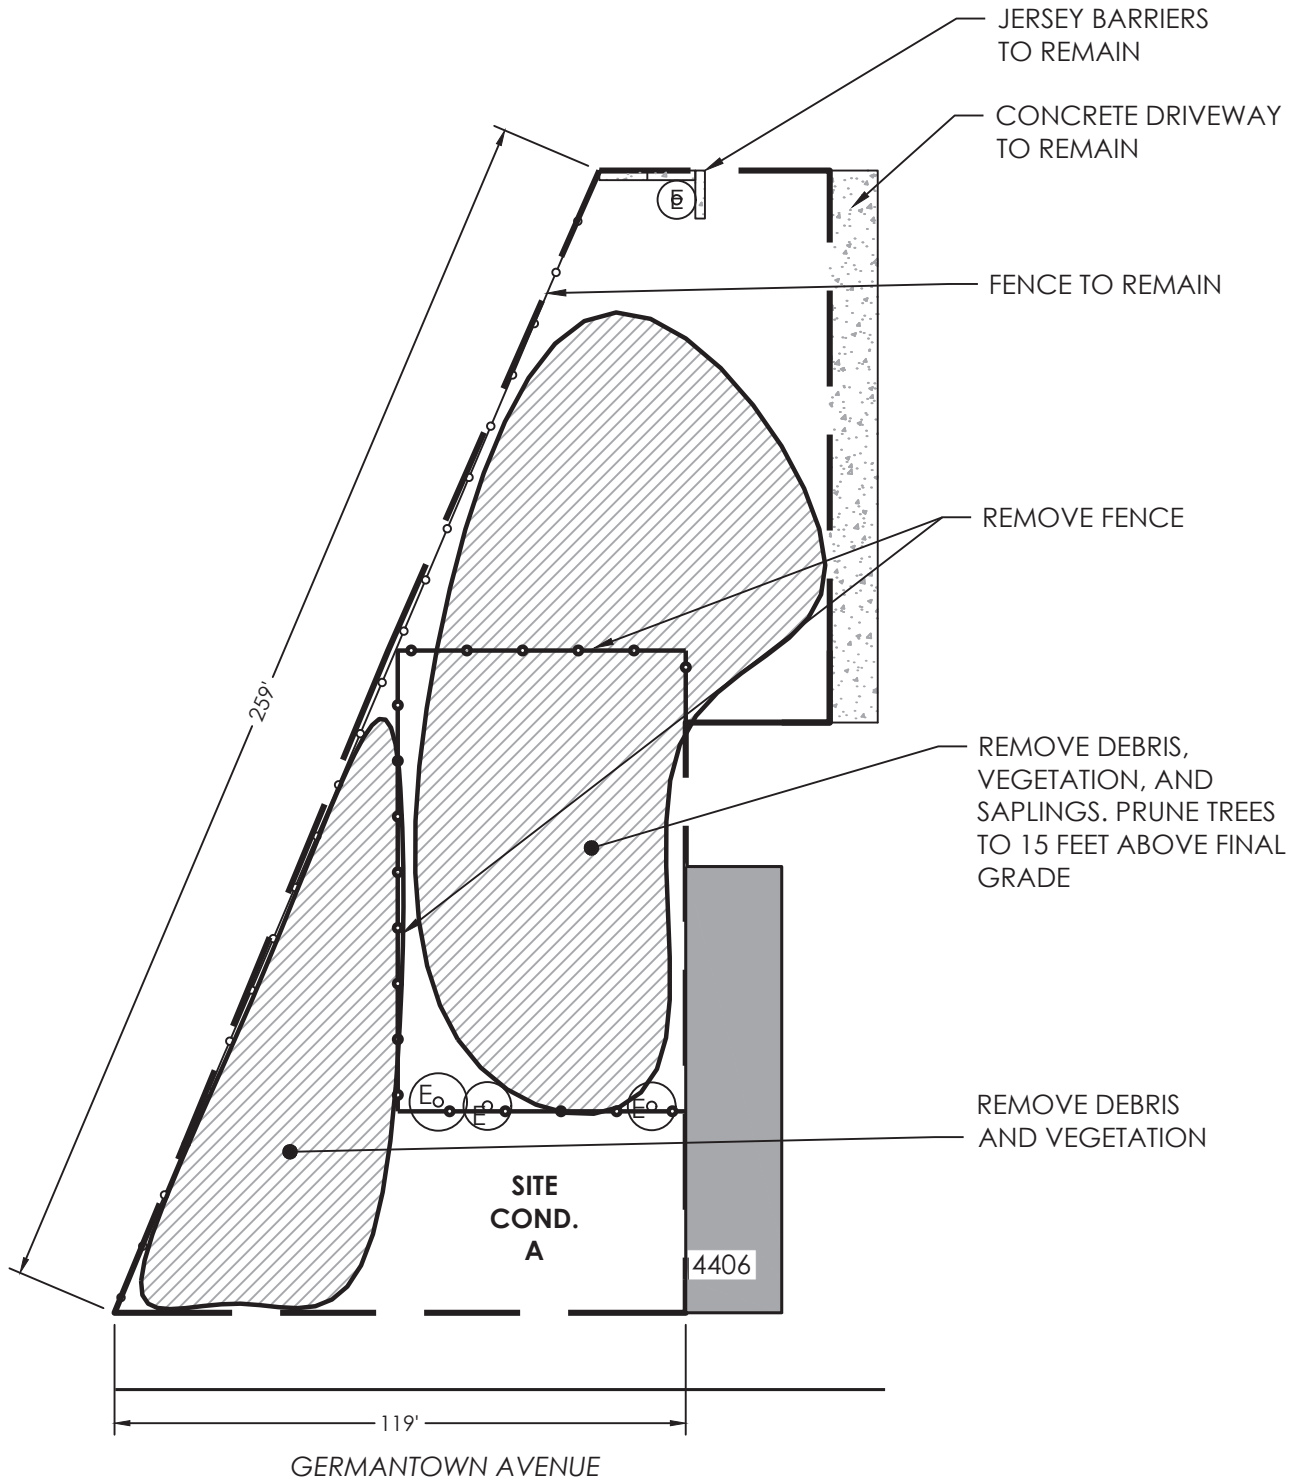 JERSEY BARRIERS
TO REMAIN
CONCRETE DRIVEWAY
TO REMAIN
E
FENCE TO REMAIN
REMOVE FENCE
259'
REMOVE DEBRIS,
VEGETATION, AND
SAPLINGS. PRUNE TREES
TO 15 FEET ABOVE FINAL
GRADE
E
E
E
REMOVE DEBRIS
AND VEGETATION
SITE
COND.
A
4406
119'
GERMANTOWN AVENUE